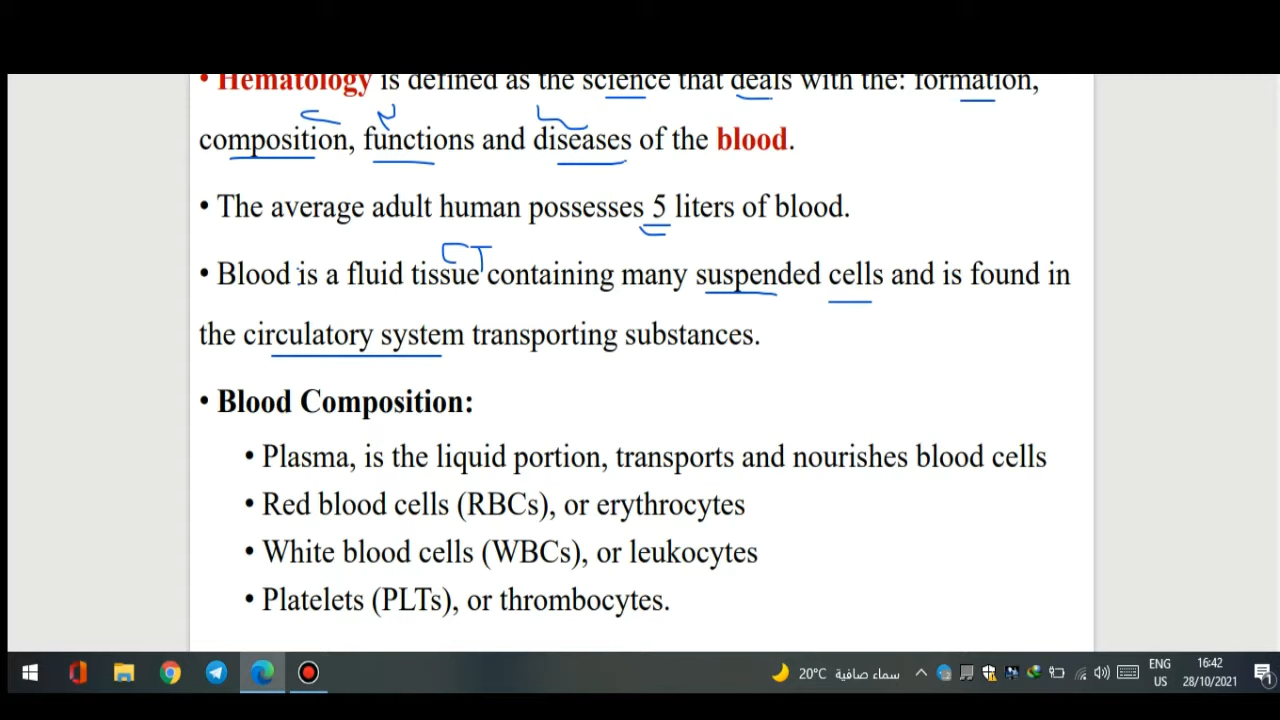 • Hematology is defined as the science that deals with the: formation,
composition, functions and diseases of the blood.
• The average adult human possesses 5 liters of blood.
CT
• Blood is a fluid tissue containing many suspended cells and is found in
the circulatory system transporting substances.
• Blood Composition:
• Plasma, is the liquid portion, transports and nourishes blood cells
• Red blood cells (RBCs), or erythrocytes
• White blood cells (WBCs), or leukocytes
• Platelets (PLTs), or thrombocytes.
20°C سماء صافية ENG 16:42
US 28/10/2021 1